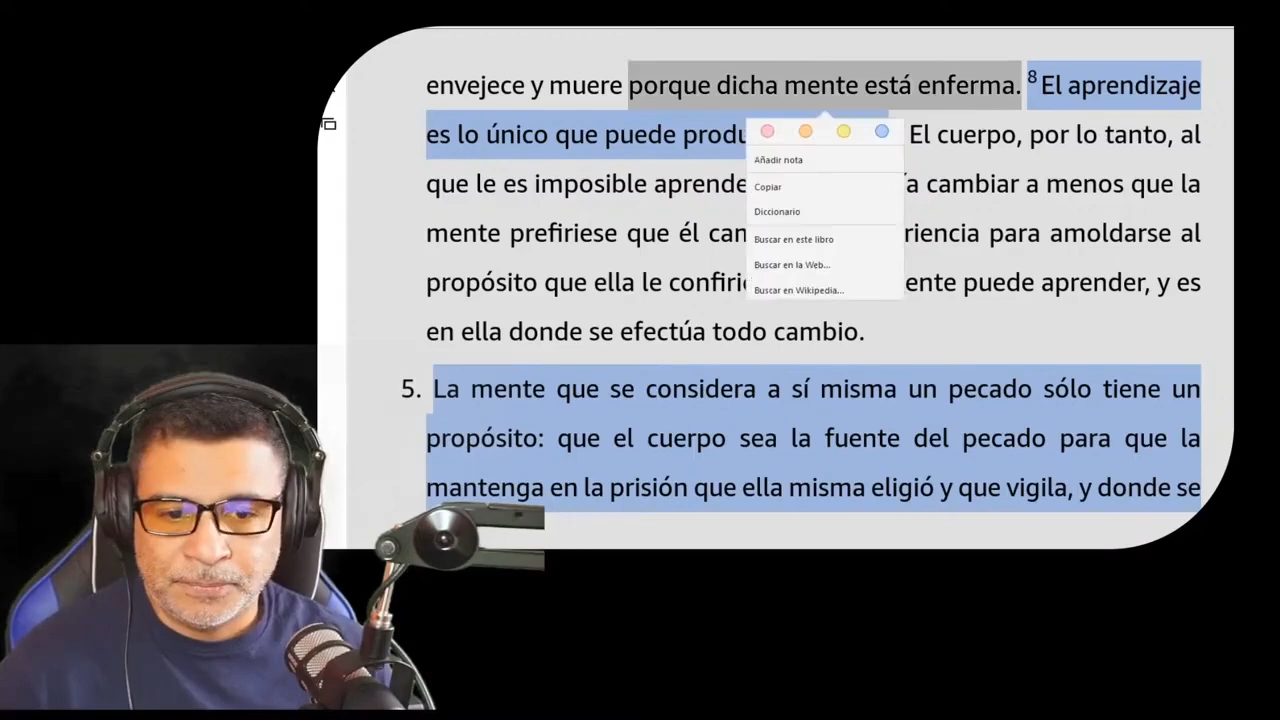 envejece y muere porque dicha mente está enferma. 8 El aprendizaje
es lo único que puede produ El cuerpo, por lo tanto, al
que le es imposible aprende a cambiar a menos que la
mente prefiriese que él cam riencia para amoldarse al
propósito que ella le confirie ente puede aprender, y es
en ella donde se efectúa todo cambio.
Añadir nota
Copiar
Diccionario
Buscar en este libro
Buscar en la Web...
Buscar en Wikipedia...
5. La mente que se considera a sí misma un pecado sólo tiene un
propósito: que el cuerpo sea la fuente del pecado para que la
mantenga en la prisión que ella misma eligió y que vigila, y donde se